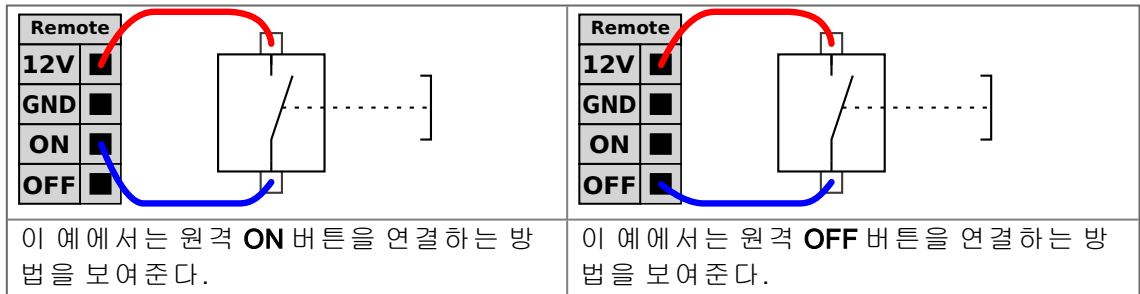 Remote
12V
GND
ON
OFF
이 예에서는 원격 ON 버튼을 연결하는 방
법을 보여준다.
Remote
12V
GND
ON
OFF
이 예에서는 원격 OFF 버튼을 연결하는 방
법을 보여준다.